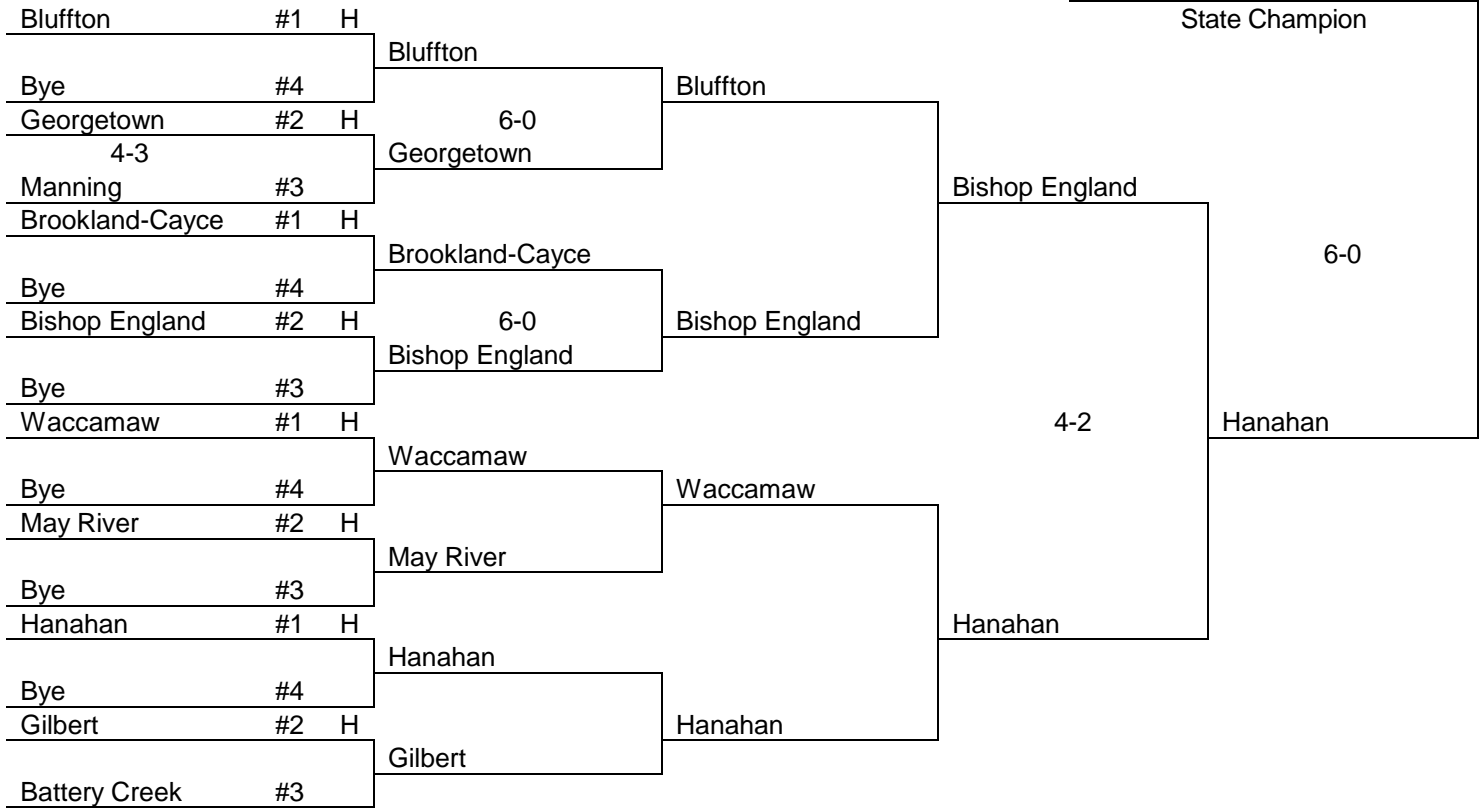 Bluffton #1 H State Champion
Bluffton
Bye #4 Bluffton
Georgetown #2 H 6-0
4-3 Georgetown
Manning #3 Bishop England
Brookland-Cayce #1 H
Brookland-Cayce 6-0
Bye #4
Bishop England #2 H 6-0 Bishop England
Bishop England
Bye #3
Waccamaw #1 H 4-2 Hanahan
Waccamaw
Bye #4 Waccamaw
May River #2 H
May River
Bye #3
Hanahan #1 H Hanahan
Hanahan
Bye #4
Gilbert #2 H Hanahan
Gilbert
Battery Creek #3